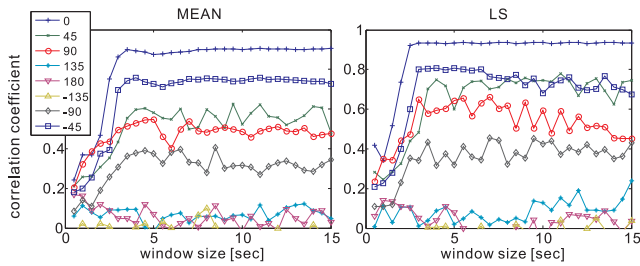 MEAN
LS
0
45
90
135
180
-135
-90
-45
correlation coefficient
0.4
0.2
0
0 5 10 15
window size [sec]
1
0.8
0.6
0.4
0.2
0
0 5 10 15
window size [sec]